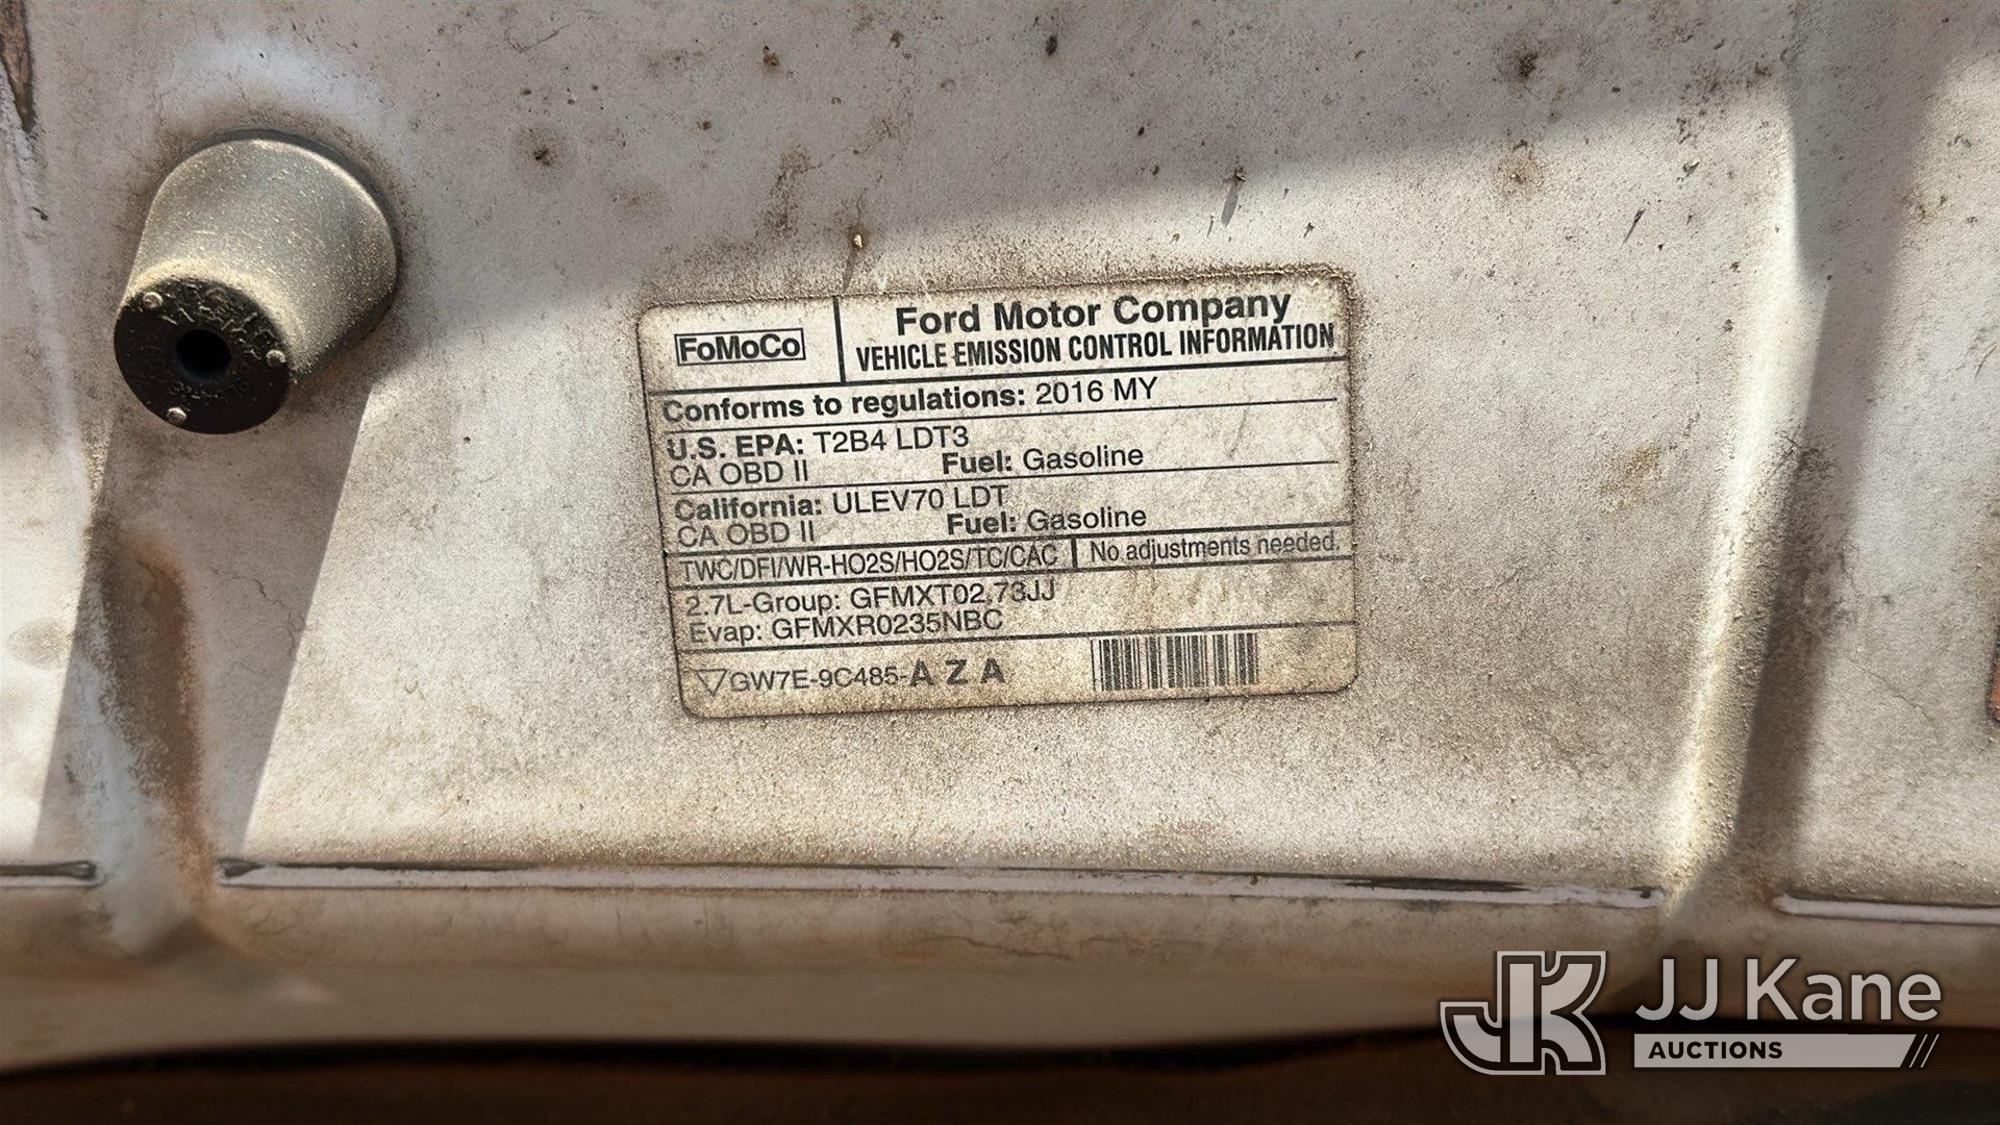 FoMoCo
Ford Motor Company
VEHICLE EMISSION CONTROL INFORMATION
Conforms to regulations: 2016 MY
U.S. EPA: T2B4 LDT3
CA OBD II Fuel: Gasoline
California: ULEV70 LDT
CA OBD II Fuel: Gasoline
TWC/DFI/WR-HO2S/HO2S/TC/CAC No adjustments needed.
2.7L-Group: GFMXT02.73JJ
Evap: GFMXR0235NBC
GW7E-9C485-AZA
JK JJ Kane
AUCTIONS